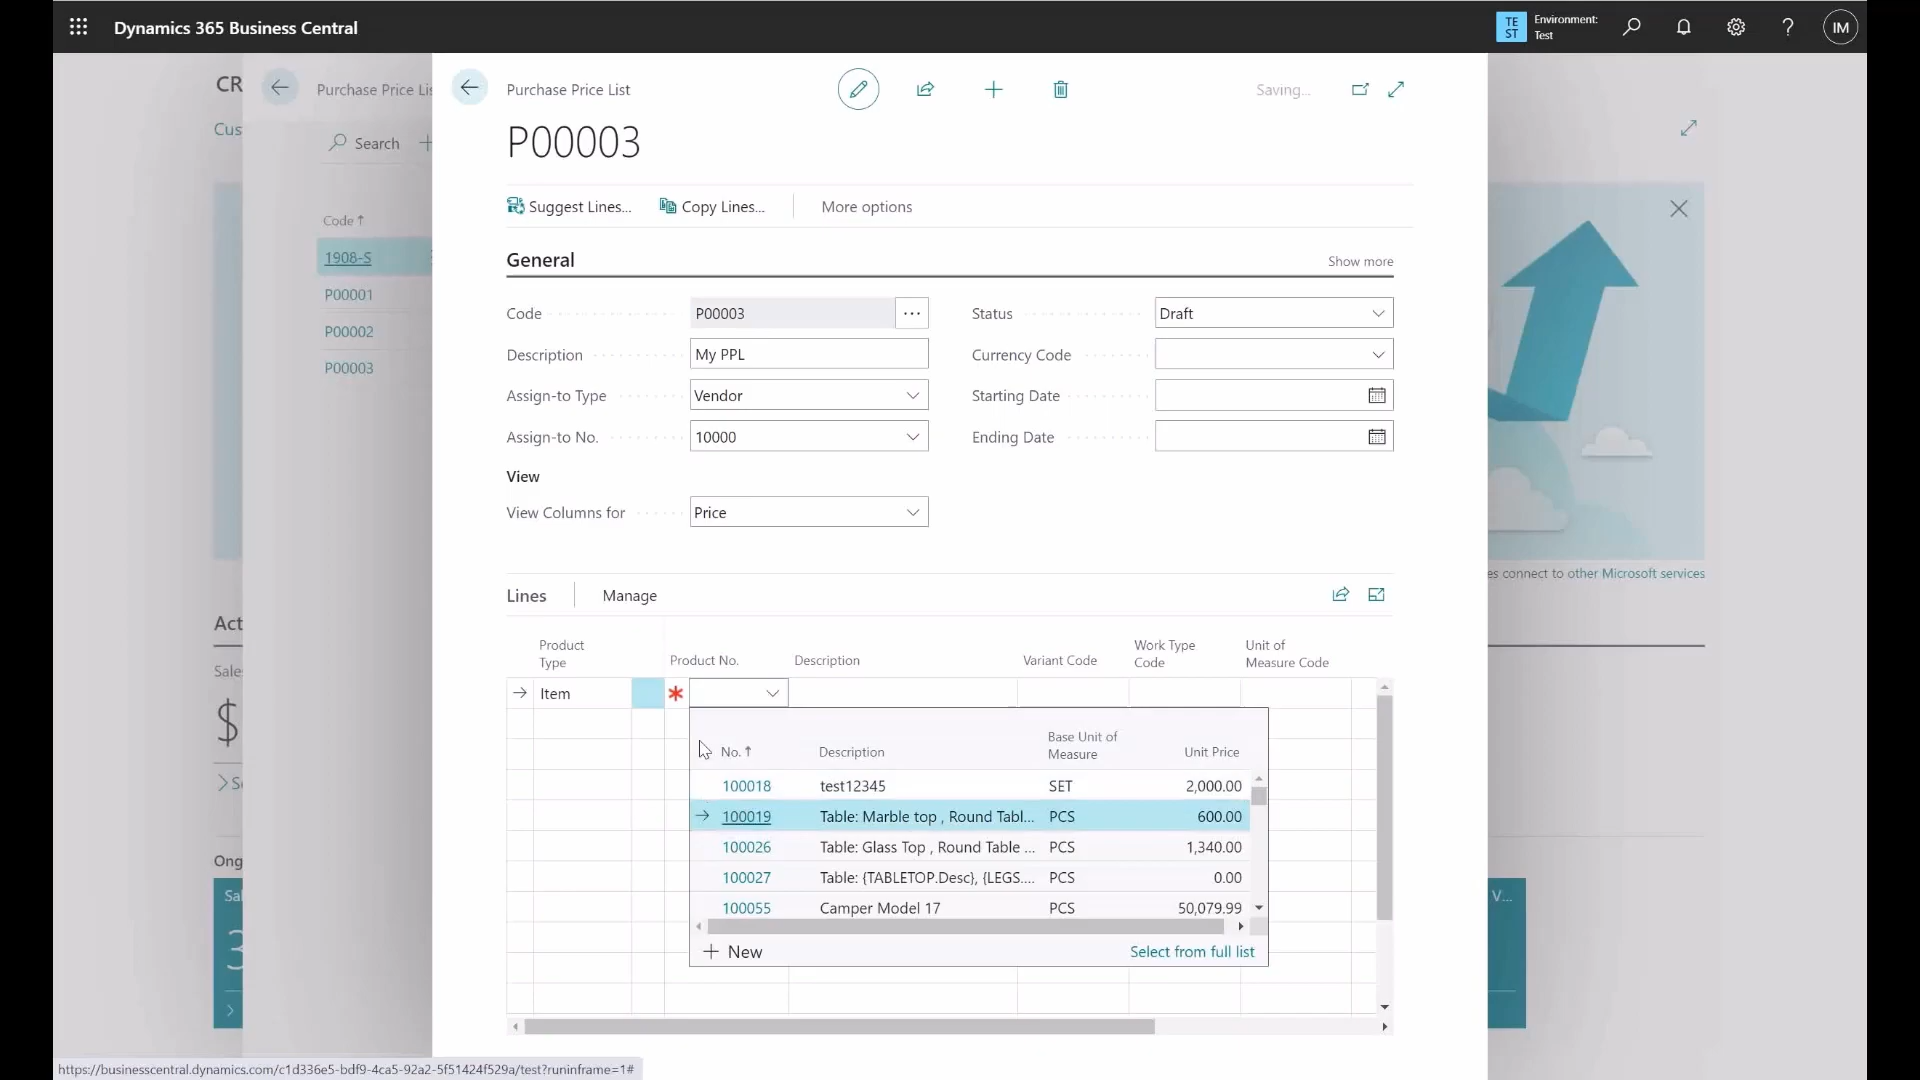 Dynamics 365 Business Central
TE
ST
Environment:
Test
IM
CR
Cus
Purchase Price Lis
Search
Code ↑
1908-S
P00001
P00002
P00003
Act
Sales
$
Ongo
Sal
3
Purchase Price List
Saving...
P00003
Suggest Lines...
Copy Lines...
More options
General
Show more
Code
P00003
...
Status
Draft
Description
My PPL
Currency Code
Assign-to Type
Vendor
Starting Date
Assign-to No.
10000
Ending Date
View
View Columns for
Price
es connect to other Microsoft services
Lines
Manage
Product Type
Product No.
Description
Variant Code
Work Type Code
Unit of Measure Code
Item
*
No. ↑
Description
Base Unit of Measure
Unit Price
100018 test12345 SET 2,000.00
100019 Table: Marble top , Round Tabl... PCS 600.00
100026 Table: Glass Top , Round Table ... PCS 1,340.00
100027 Table: {TABLETOP.Desc}, {LEGS.... PCS 0.00
100055 Camper Model 17 PCS 50,079.99
+ New
Select from full list
V...
https://businesscentral.dynamics.com/c1d336e5-bdf9-4ca5-92a2-5f51424f529a/test?runinframe=1#